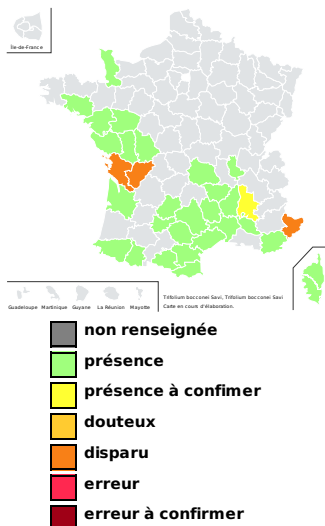 Île-de-France
Guadeloupe Martinique Guyane La Réunion Mayotte
Trifolium bocconei Savi, Trifolium bocconei Savi
Carte en cours d'élaboration.
non renseignée
présence
présence à confimer
douteux
disparu
erreur
erreur à confirmer